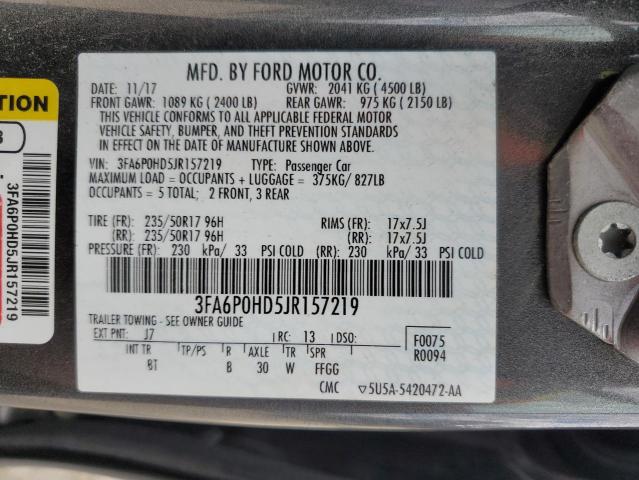 MFD. BY FORD MOTOR CO.
DATE: 11/17 GVWR: 2041 KG ( 4500 LB)
FRONT GAWR: 1089 KG ( 2400 LB) REAR GAWR: 975 KG ( 2150 LB)
THIS VEHICLE CONFORMS TO ALL APPLICABLE FEDERAL MOTOR
VEHICLE SAFETY, BUMPER, AND THEFT PREVENTION STANDARDS
IN EFFECT ON THE DATE OF MANUFACTURE SHOWN ABOVE.
VIN: 3FA6P0HD5JR157219 TYPE: Passenger Car
MAXIMUM LOAD = OCCUPANTS + LUGGAGE = 375KG/ 827LB
OCCUPANTS = 5 TOTAL; 2 FRONT, 3 REAR
TIRE (FR): 235/50R17 96H RIMS (FR): 17x7.5J
(RR): 235/50R17 96H (RR): 17x7.5J
PRESSURE (FR): 230 kPa/ 33 PSI COLD (RR): 230 kPa/ 33 PSI COLD
3FA6P0HD5JR157219
TRAILER TOWING - SEE OWNER GUIDE
EXT PNT: J7 RC: 13 DSO: F0075
R0094
INT TR TP/PS R AXLE TR SPR
BT B 30 W FFGG
CMC ▽5U5A-5420472-AA
TION
3
3FA6P0HD5JR157219